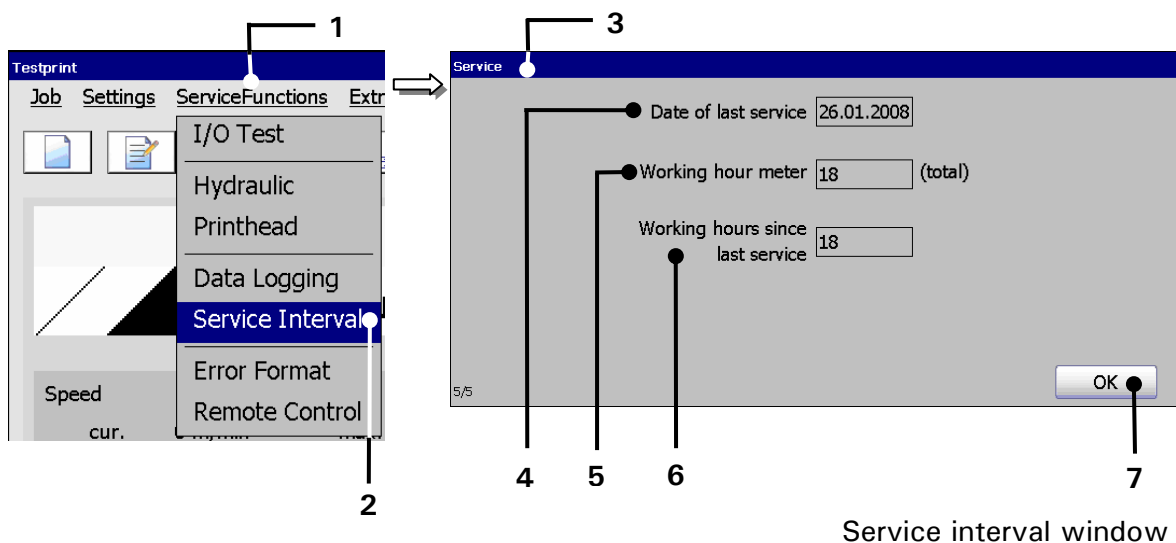 1
3
Testprint
Job Settings ServiceFunctions Extr
I/O Test
Hydraulic
Printhead
Data Logging
Service Interval
Error Format
Remote Control
Speed
cur.
Service
Date of last service 26.01.2008
Working hour meter 18 (total)
Working hours since
last service 18
5/5
OK
4
5
6
7
2
Service interval window